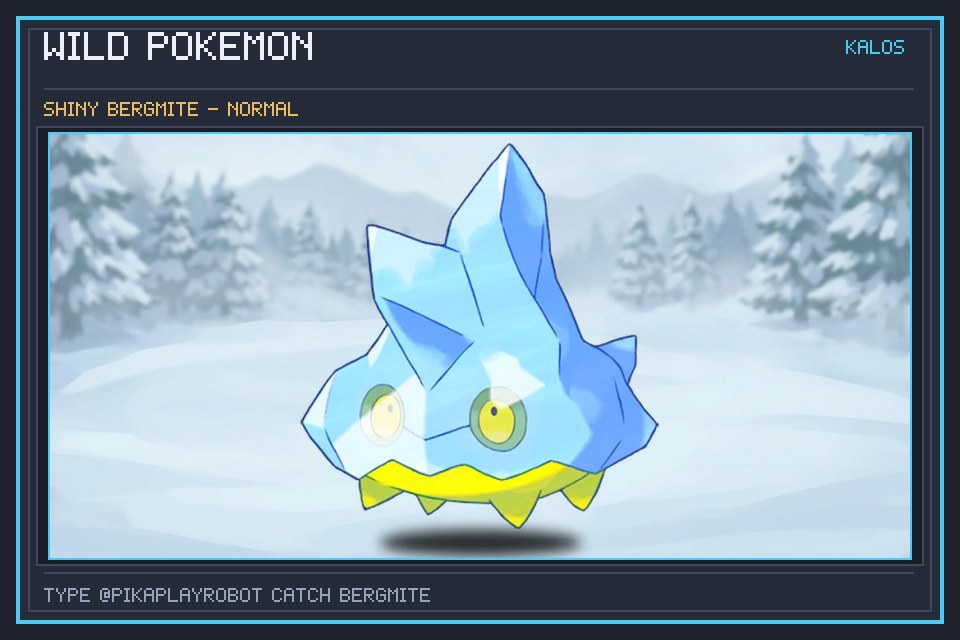 WILD POKEMON
KALOS
SHINY BERGMITE - NORMAL
TYPE @PIKAPLAYROBOT CATCH BERGMITE